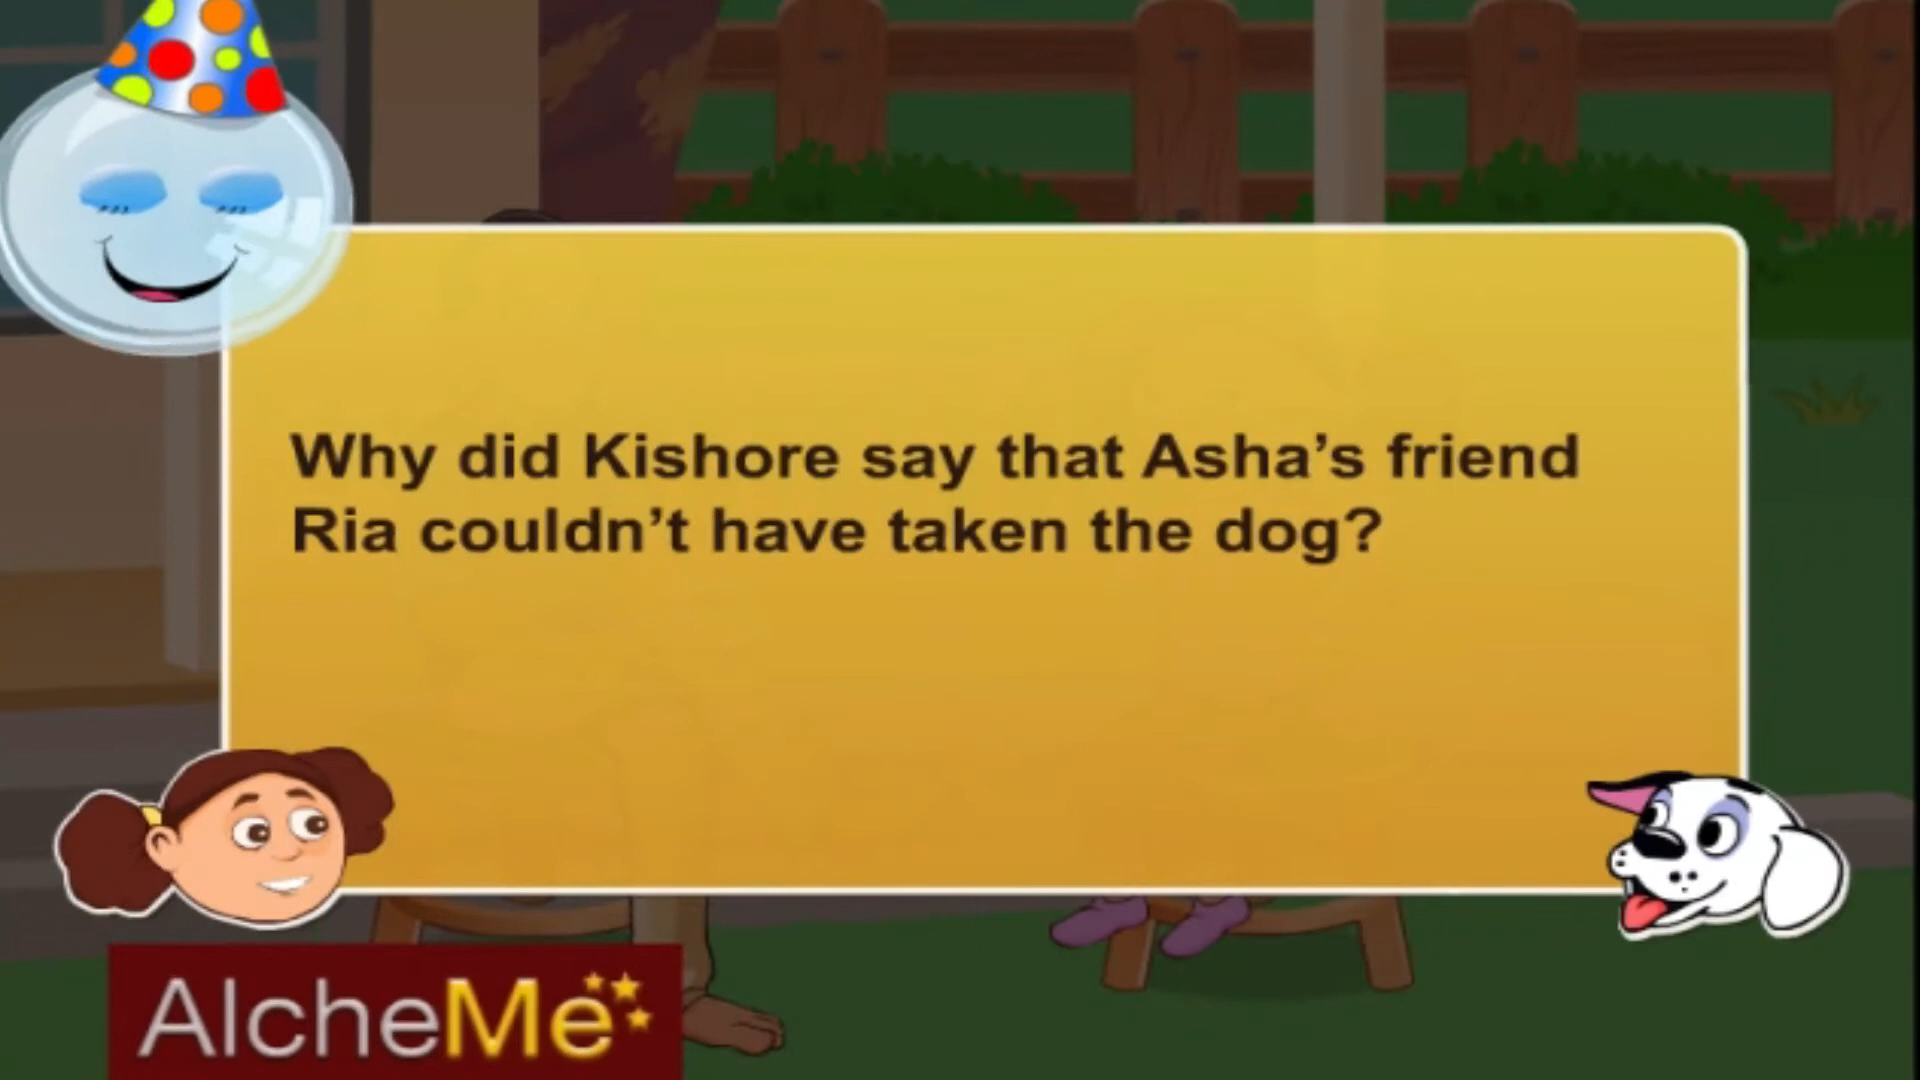 Why did Kishore say that Asha’s friend
Ria couldn’t have taken the dog?
AlcheMe